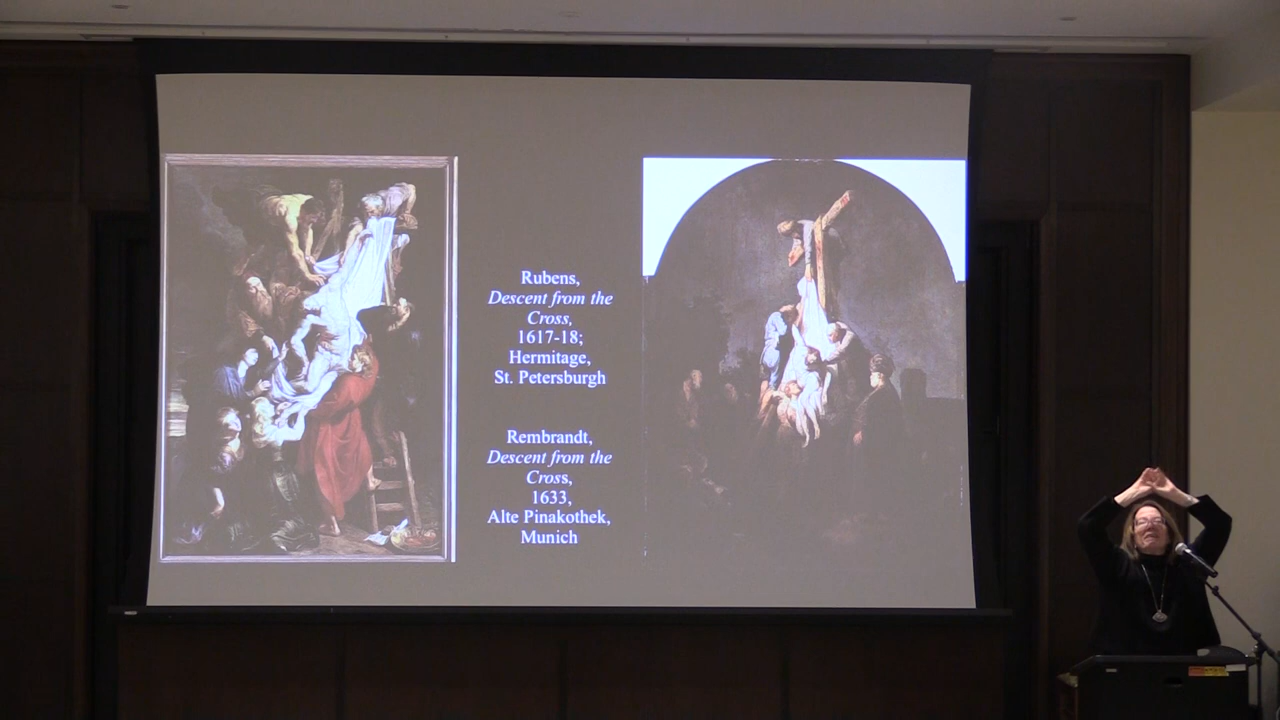 Rubens,
Descent from the
Cross,
1617-18;
Hermitage,
St. Petersburgh
Rembrandt,
Descent from the
Cross,
1633,
Alte Pinakothek,
Munich